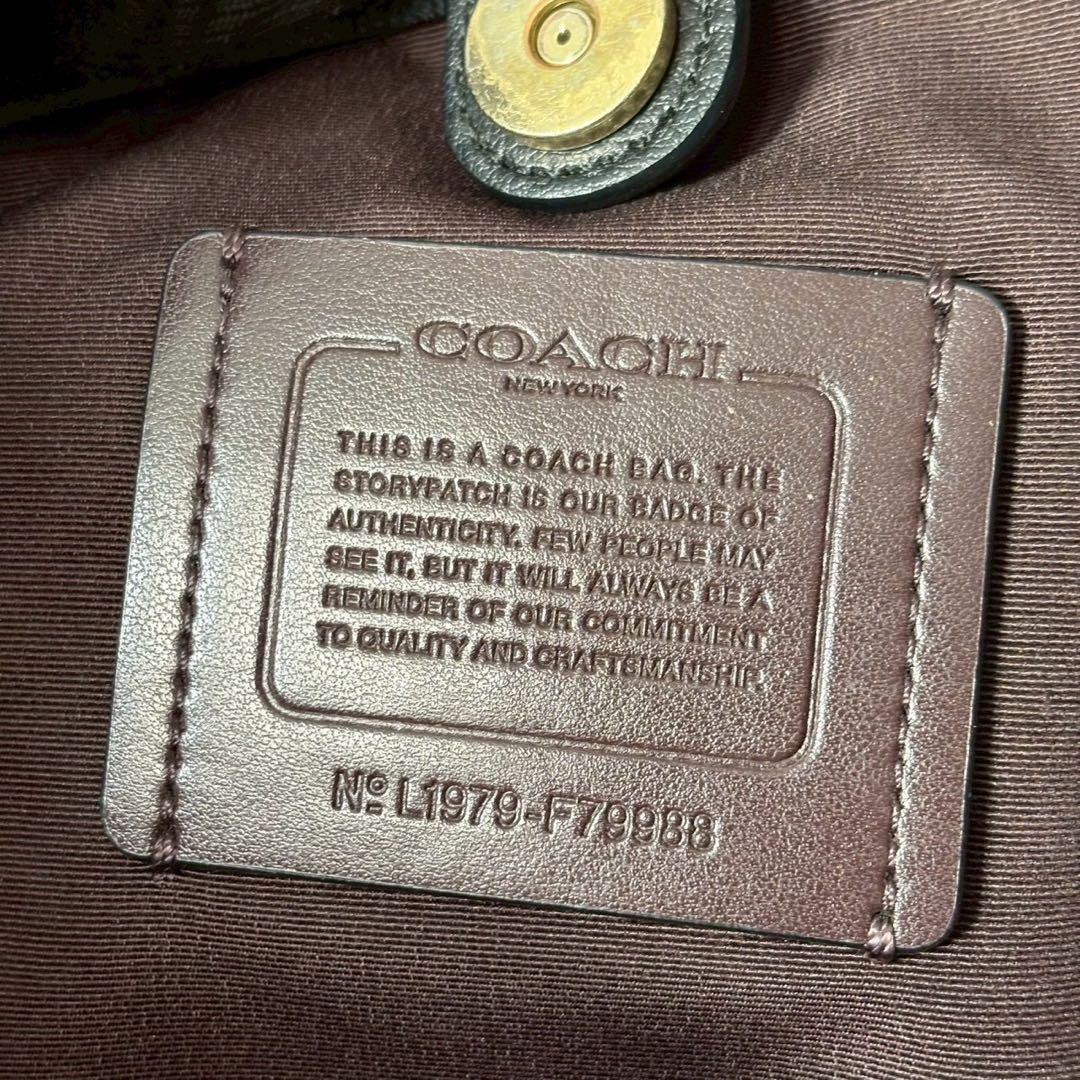 COACH
NEW YORK
THIS IS A COACH BAG. THE
STORYPATCH IS OUR BADGE OF
AUTHENTICITY. FEW PEOPLE MAY
SEE IT, BUT IT WILL ALWAYS BE A
REMINDER OF OUR COMMITMENT
TO QUALITY AND CRAFTSMANSHIP.
Nº L1979-F79988